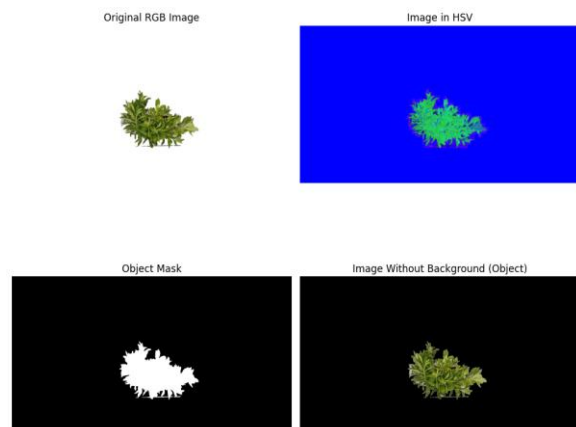 Original RGB Image
Image in HSV
Object Mask
Image Without Background (Object)